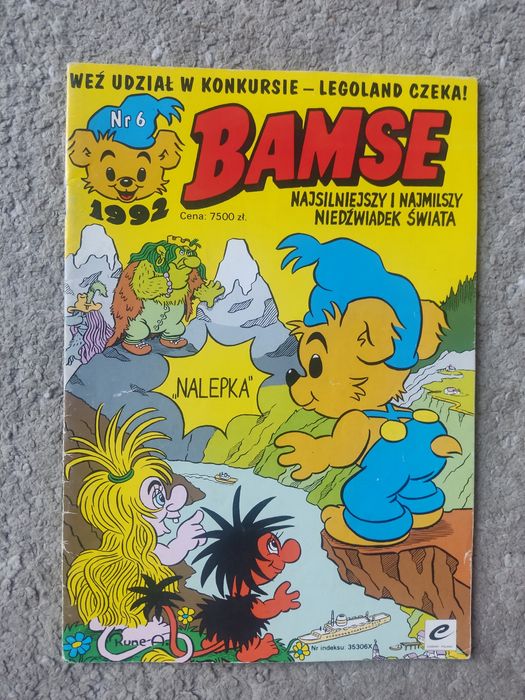 WEŹ UDZIAŁ W KONKURSIE – LEGOLAND CZEKA!
Nr 6
1992
BAMSE
Cena: 7500 zł.
NAJSILNIEJSZY I NAJMILSZY
NIEDŹWIADEK ŚWIATA
„NALEPKA"
Rune-A
Nr indeksu: 35306X
e